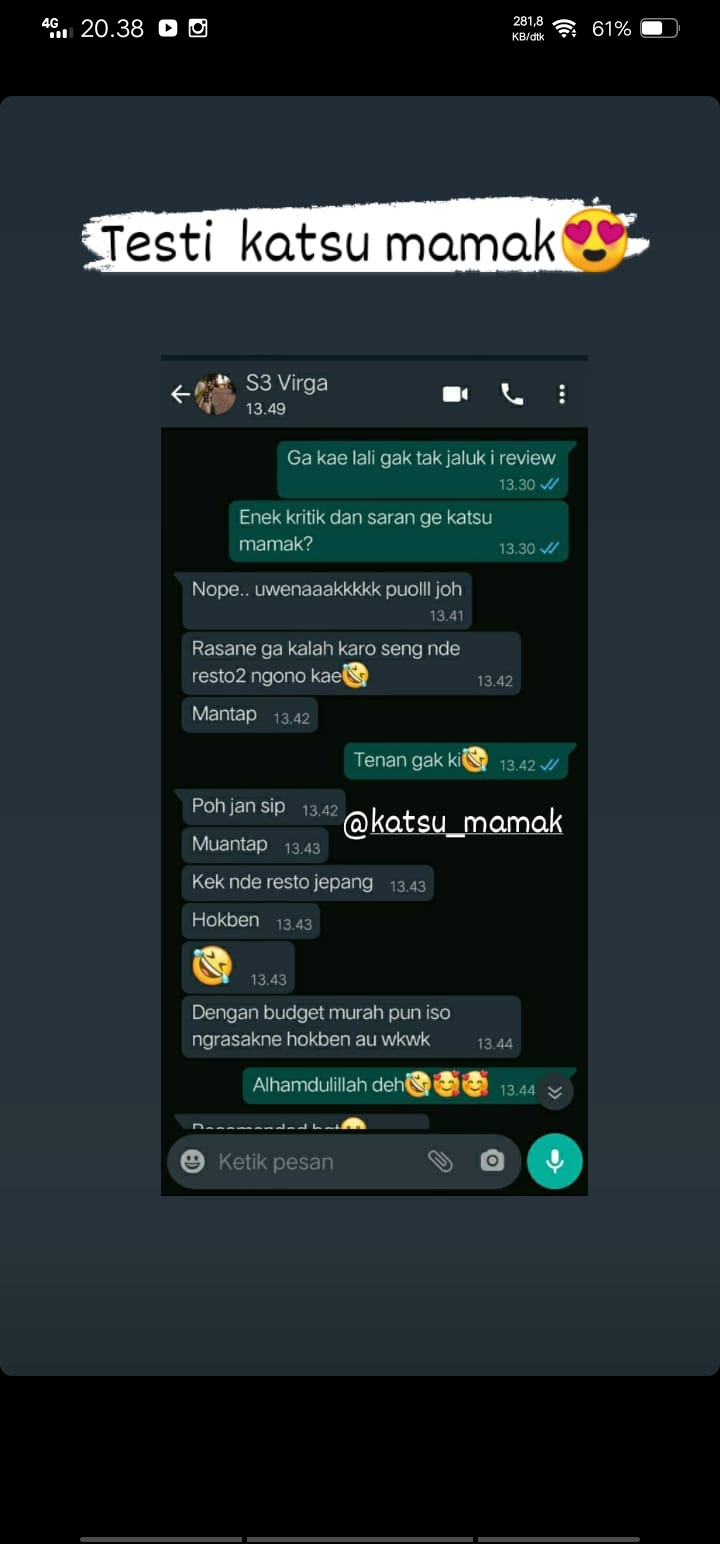 4G 20.38 281,8 KB/dtk 61%
Testi katsu mamak😍
S3 Virga
13.49
Ga kae lali gak tak jaluk i review
13.30
Enek kritik dan saran ge katsu
mamak?
13.30
Nope.. uwenaaakkkkk puolll joh
13.41
Rasane ga kalah karo seng nde
resto2 ngono kae🤣
13.42
Mantap 13.42
Tenan gak ki🤣 13.42
Poh jan sip 13.42
@katsu_mamak
Muantap 13.43
Kek nde resto jepang 13.43
Hokben 13.43
🤣 13.43
Dengan budget murah pun iso
ngrasakne hokben au wkwk 13.44
Alhamdulillah deh🤣🥰🥰 13.44
Ketik pesan